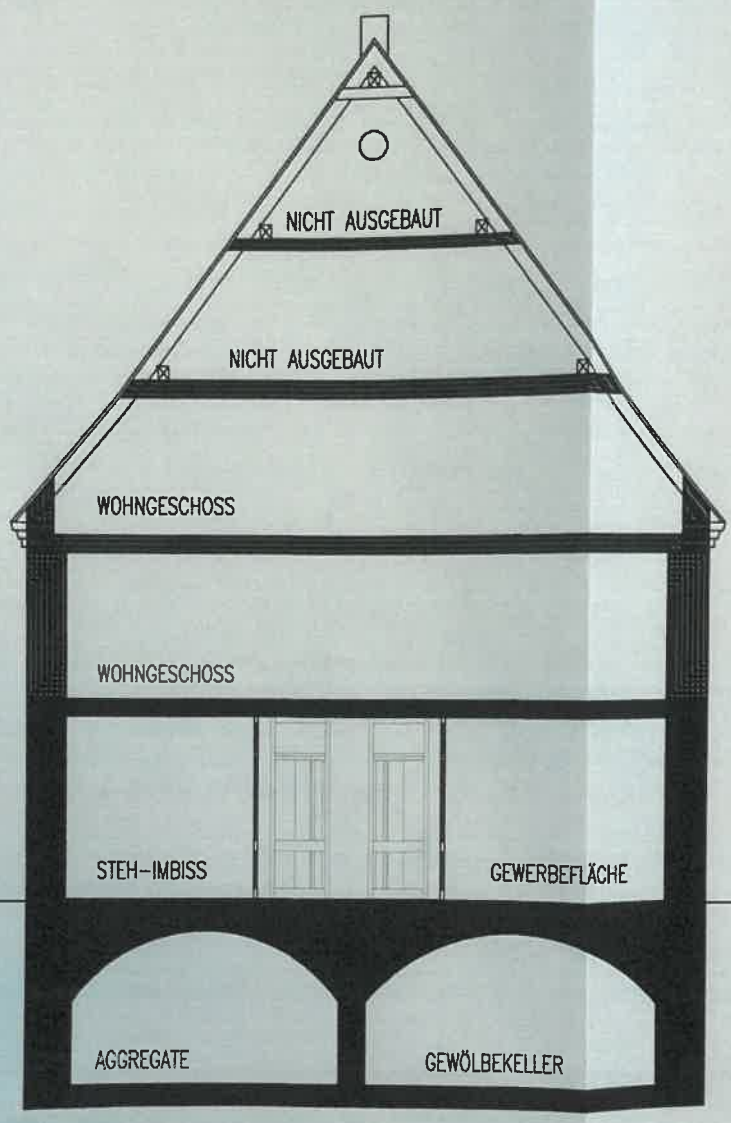 NICHT AUSGEBAUT
NICHT AUSGEBAUT
WOHNGESCHOSS
WOHNGESCHOSS
STEH-IMBISS
GEWERBEFLÄCHE
AGGREGATE
GEWÖLBEKELLER